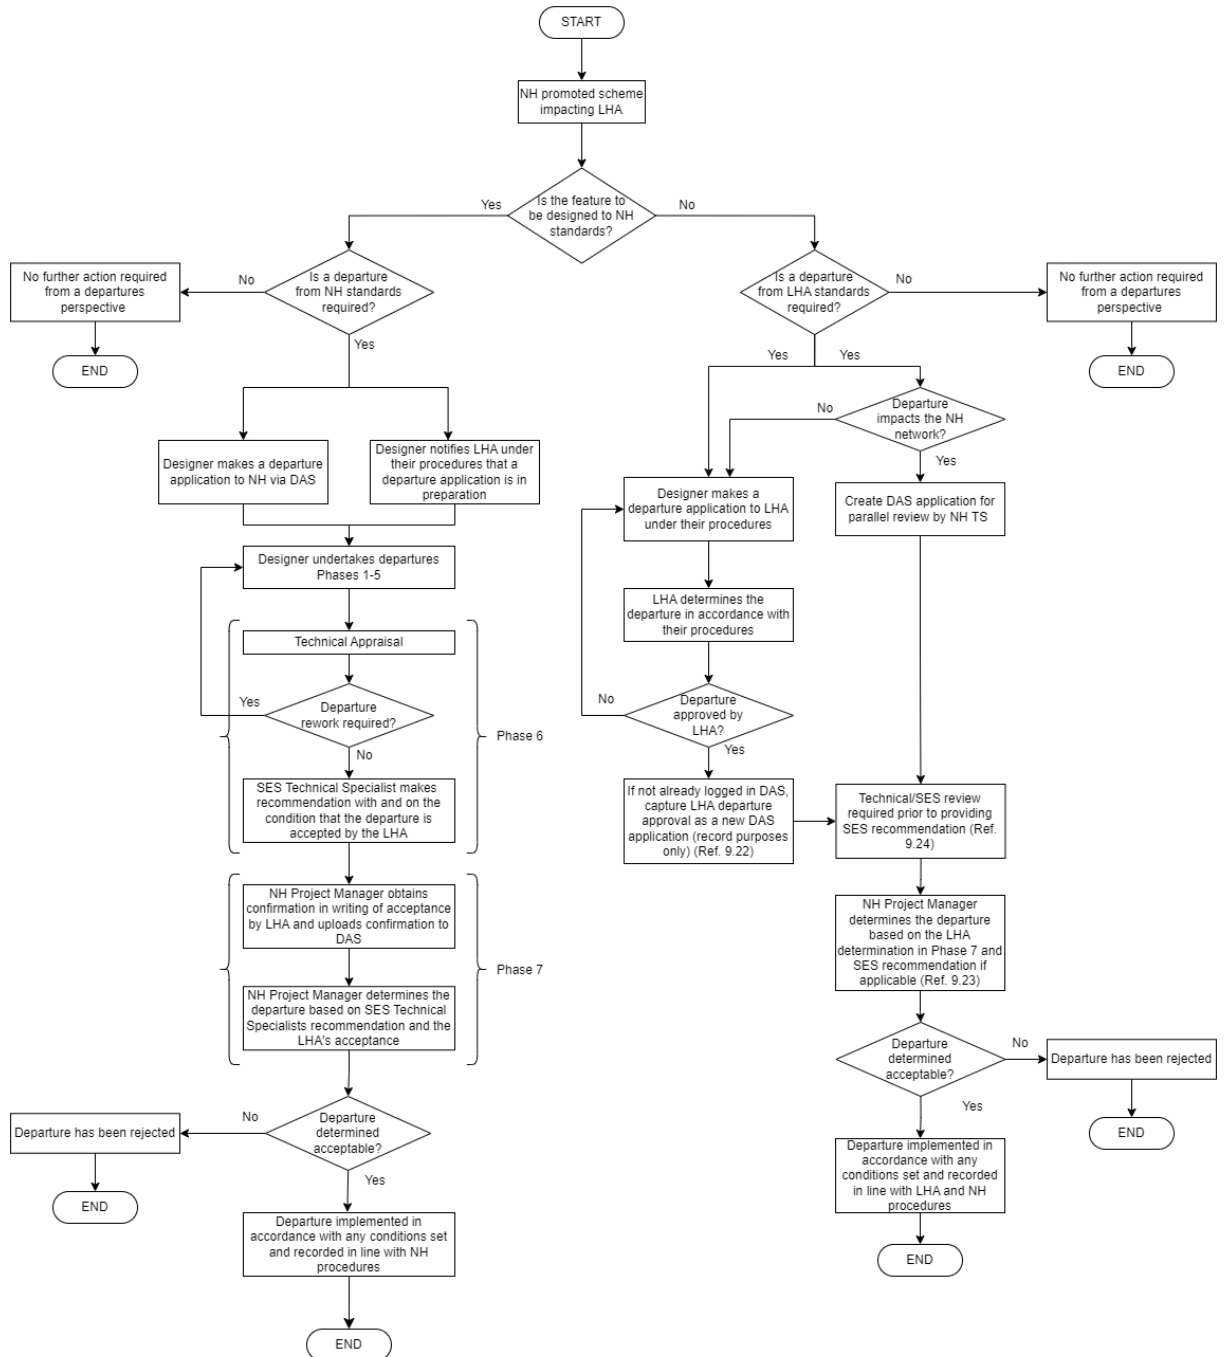 START
NH promoted scheme
impacting LHA
Is the feature to
be designed to NH
standards?
Yes
No
Is a departure
from NH standards
required?
No
Yes
No further action required
from a departures
perspective
END
Is a departure
from LHA standards
required?
No
Yes
Yes
No further action required
from a departures
perspective
END
Departure
impacts the NH
network?
No
Yes
Designer makes a departure
application to NH via DAS
Designer notifies LHA under
their procedures that a
departure application is in
preparation
Designer makes a
departure application to LHA
under their procedures
Create DAS application for
parallel review by NH TS
Designer undertakes departures
Phases 1-5
LHA determines the
departure in accordance with
their procedures
Technical Appraisal
Departure
rework required?
Yes
No
Phase 6
Departure
approved by
LHA?
No
Yes
SES Technical Specialist makes
recommendation with and on the
condition that the departure is
accepted by the LHA
If not already logged in DAS,
capture LHA departure
approval as a new DAS
application (record purposes
only) (Ref. 9.22)
Technical/SES review
required prior to providing
SES recommendation (Ref.
9.24)
NH Project Manager obtains
confirmation in writing of acceptance
by LHA and uploads confirmation to
DAS
Phase 7
NH Project Manager determines the
departure based on SES Technical
Specialists recommendation and the
LHA's acceptance
NH Project Manager
determines the departure
based on the LHA
determination in Phase 7 and
SES recommendation if
applicable (Ref. 9.23)
Departure
determined
acceptable?
No
Yes
Departure has been rejected
END
Departure
determined
acceptable?
No
Yes
Departure has been rejected
END
Departure implemented in
accordance with any conditions set
and recorded in line with NH
procedures
END
Departure implemented in
accordance with any
conditions set and recorded
in line with LHA and NH
procedures
END